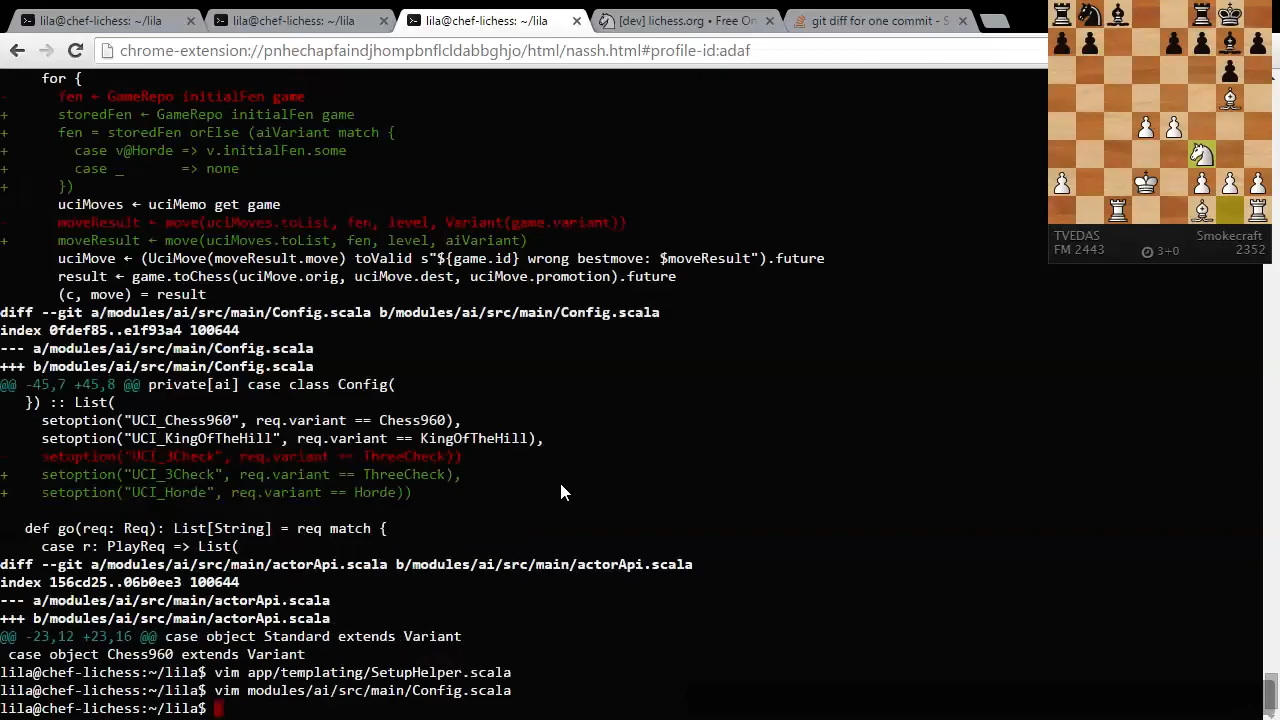 lila@chef-lichess: ~/lila
lila@chef-lichess: ~/lila
lila@chef-lichess: ~/lila
[dev] lichess.org • Free On
git diff for one commit - S
chrome-extension://pnhechapfaindjhompbnflcldabbghjo/html/nassh.html#profile-id:adaf
for {
- fen ← GameRepo initialFen game
+ storedFen ← GameRepo initialFen game
+ fen = storedFen orElse (aiVariant match {
+ case v@Horde => v.initialFen.some
+ case _ => none
+ })
uciMoves ← uciMemo get game
- moveResult ← move(uciMoves.toList, fen, level, Variant(game.variant))
+ moveResult ← move(uciMoves.toList, fen, level, aiVariant)
uciMove ← (UciMove(moveResult.move) toValid s"${game.id} wrong bestmove: $moveResult").future
result ← game.toChess(uciMove.orig, uciMove.dest, uciMove.promotion).future
(c, move) = result
diff --git a/modules/ai/src/main/Config.scala b/modules/ai/src/main/Config.scala
index 0fdef85..e1f93a4 100644
--- a/modules/ai/src/main/Config.scala
+++ b/modules/ai/src/main/Config.scala
@@ -45,7 +45,8 @@ private[ai] case class Config(
}) :: List(
setoption("UCI_Chess960", req.variant == Chess960),
setoption("UCI_KingOfTheHill", req.variant == KingOfTheHill),
- setoption("UCI_3Check", req.variant == ThreeCheck))
+ setoption("UCI_3Check", req.variant == ThreeCheck),
+ setoption("UCI_Horde", req.variant == Horde))
def go(req: Req): List[String] = req match {
case r: PlayReq => List(
diff --git a/modules/ai/src/main/actorApi.scala b/modules/ai/src/main/actorApi.scala
index 156cd25..06b0ee3 100644
--- a/modules/ai/src/main/actorApi.scala
+++ b/modules/ai/src/main/actorApi.scala
@@ -23,12 +23,16 @@ case object Standard extends Variant
case object Chess960 extends Variant
lila@chef-lichess:~/lila$ vim app/templating/SetupHelper.scala
lila@chef-lichess:~/lila$ vim modules/ai/src/main/Config.scala
lila@chef-lichess:~/lila$
TVEDAS
FM 2443
3+0
Smokecraft
2352